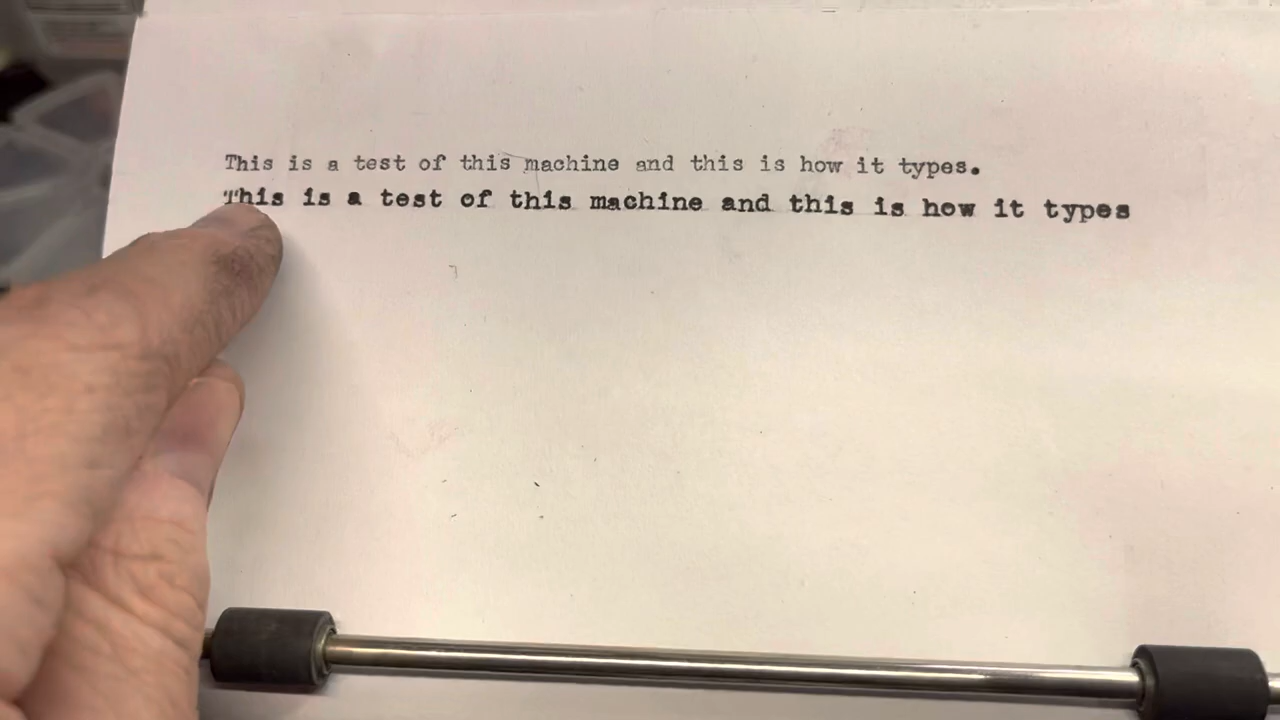 This is a test of this machine and this is how it types.
This is a test of this machine and this is how it types